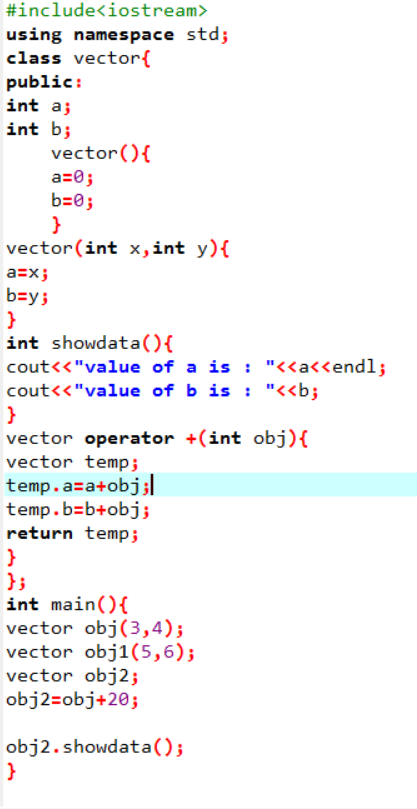 #include<iostream>
using namespace std;
class vector{
public:
int a;
int b;
    vector(){
    a=0;
    b=0;
    }
vector(int x,int y){
a=x;
b=y;
}
int showdata(){
cout<<"value of a is : "<<a<<endl;
cout<<"value of b is : "<<b;
}
vector operator +(int obj){
vector temp;
temp.a=a+obj;
temp.b=b+obj;
return temp;
}
};
int main(){
vector obj(3,4);
vector obj1(5,6);
vector obj2;
obj2=obj+20;

obj2.showdata();
}